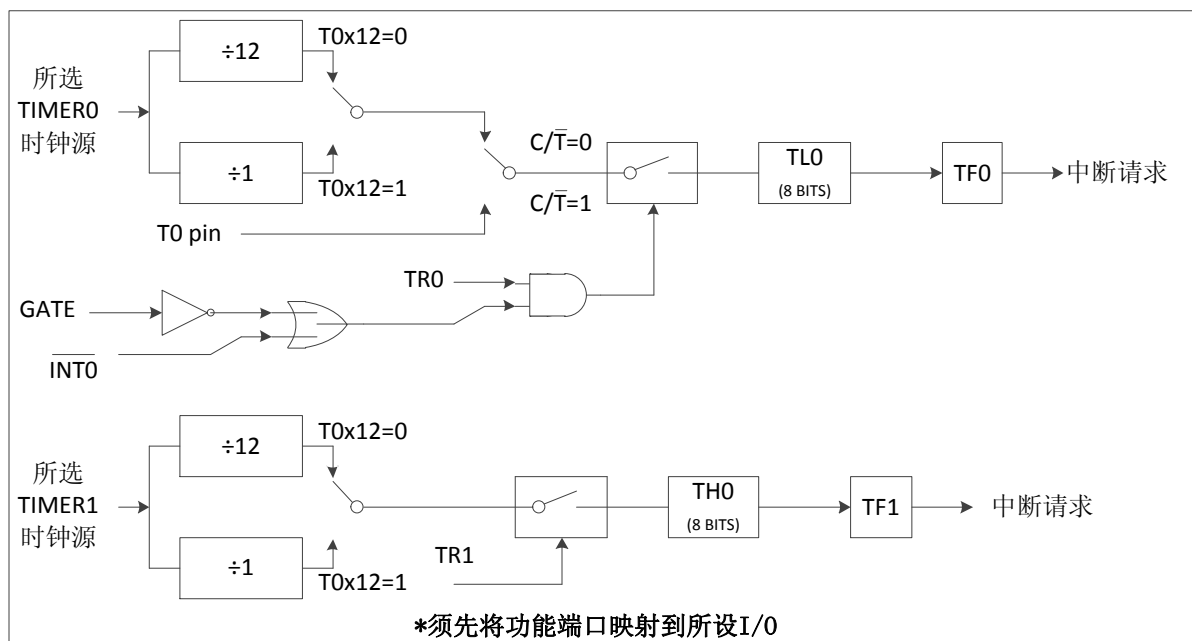 ÷12
T0x12=0
所选
TIMER0
时钟源
÷1
T0x12=1
C/T̅=0
C/T̅=1
TL0
(8 BITS)
TF0
中断请求
T0 pin
TR0
GATE
I̅N̅T̅0̅
÷12
T0x12=0
所选
TIMER1
时钟源
÷1
T0x12=1
TR1
TH0
(8 BITS)
TF1
中断请求
*须先将功能端口映射到所设I/O